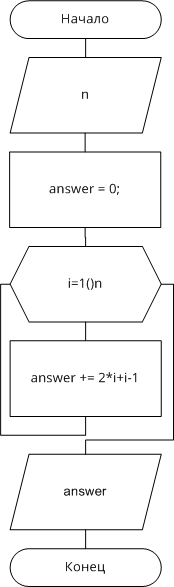 Начало
n
answer = 0;
i=1()n
answer += 2*i+i-1
answer
Конец